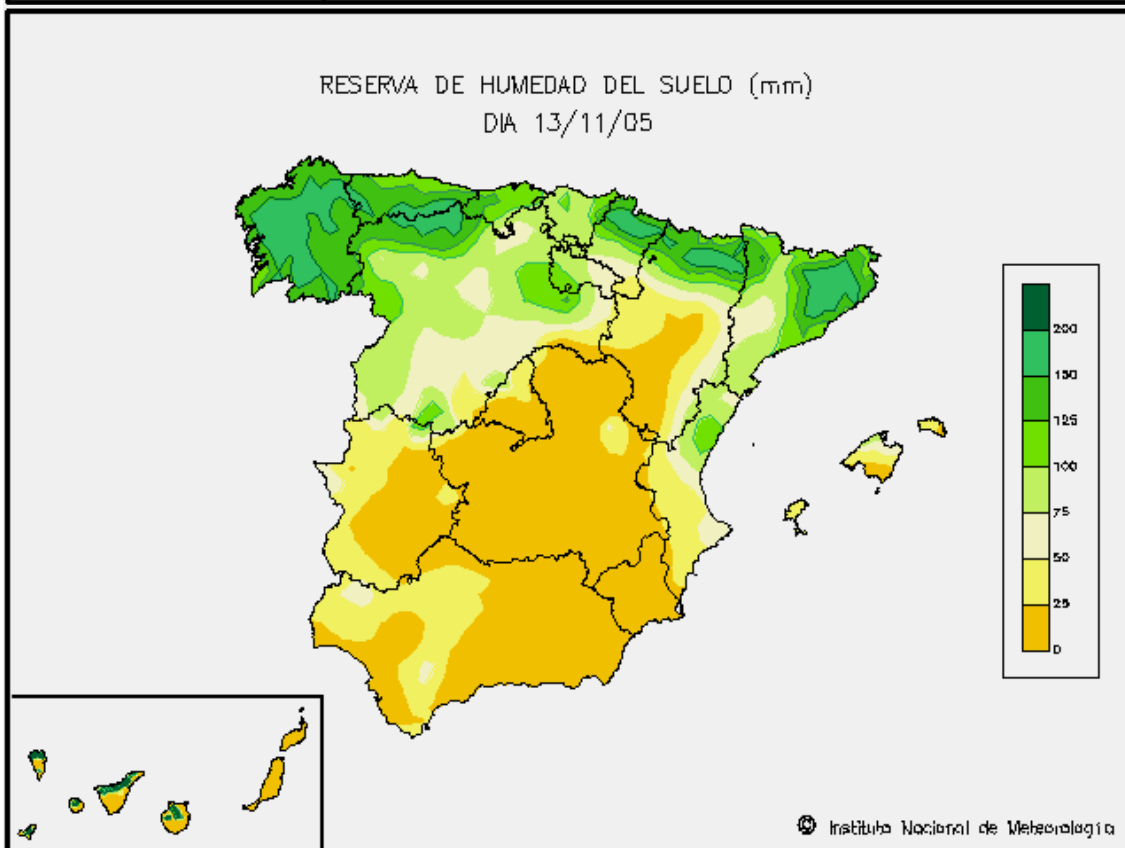 RESERVA DE HUMEDAD DEL SUELO (mm)
DIA 13/11/05
200
150
125
100
75
50
25
0
© Instituto Nacional de Meteorología